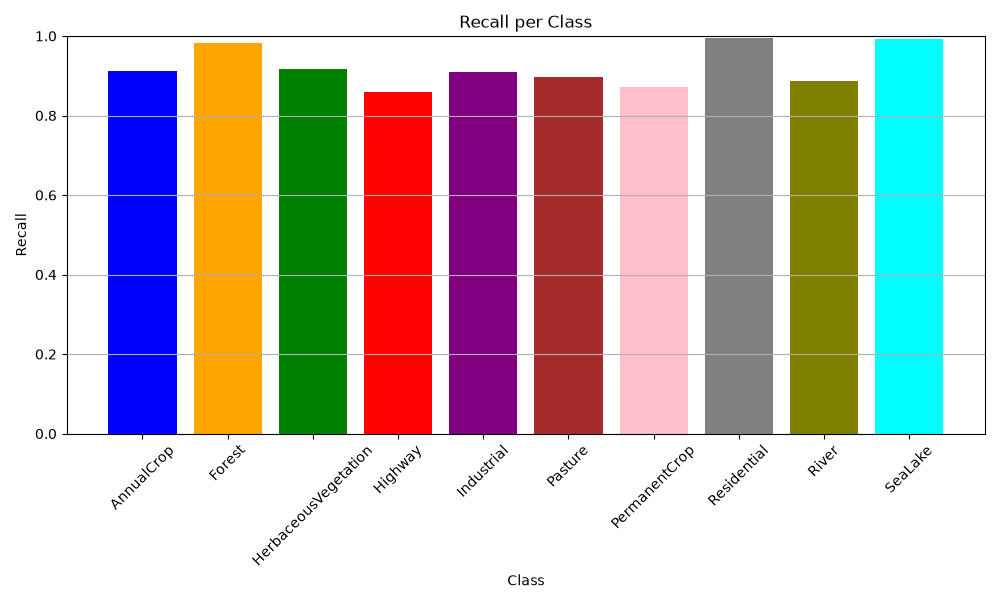 Recall per Class
Recall
1.0
0.8
0.6
0.4
0.2
0.0
AnnualCrop
Forest
HerbaceousVegetation
Highway
Industrial
Pasture
PermanentCrop
Residential
River
SeaLake
Class